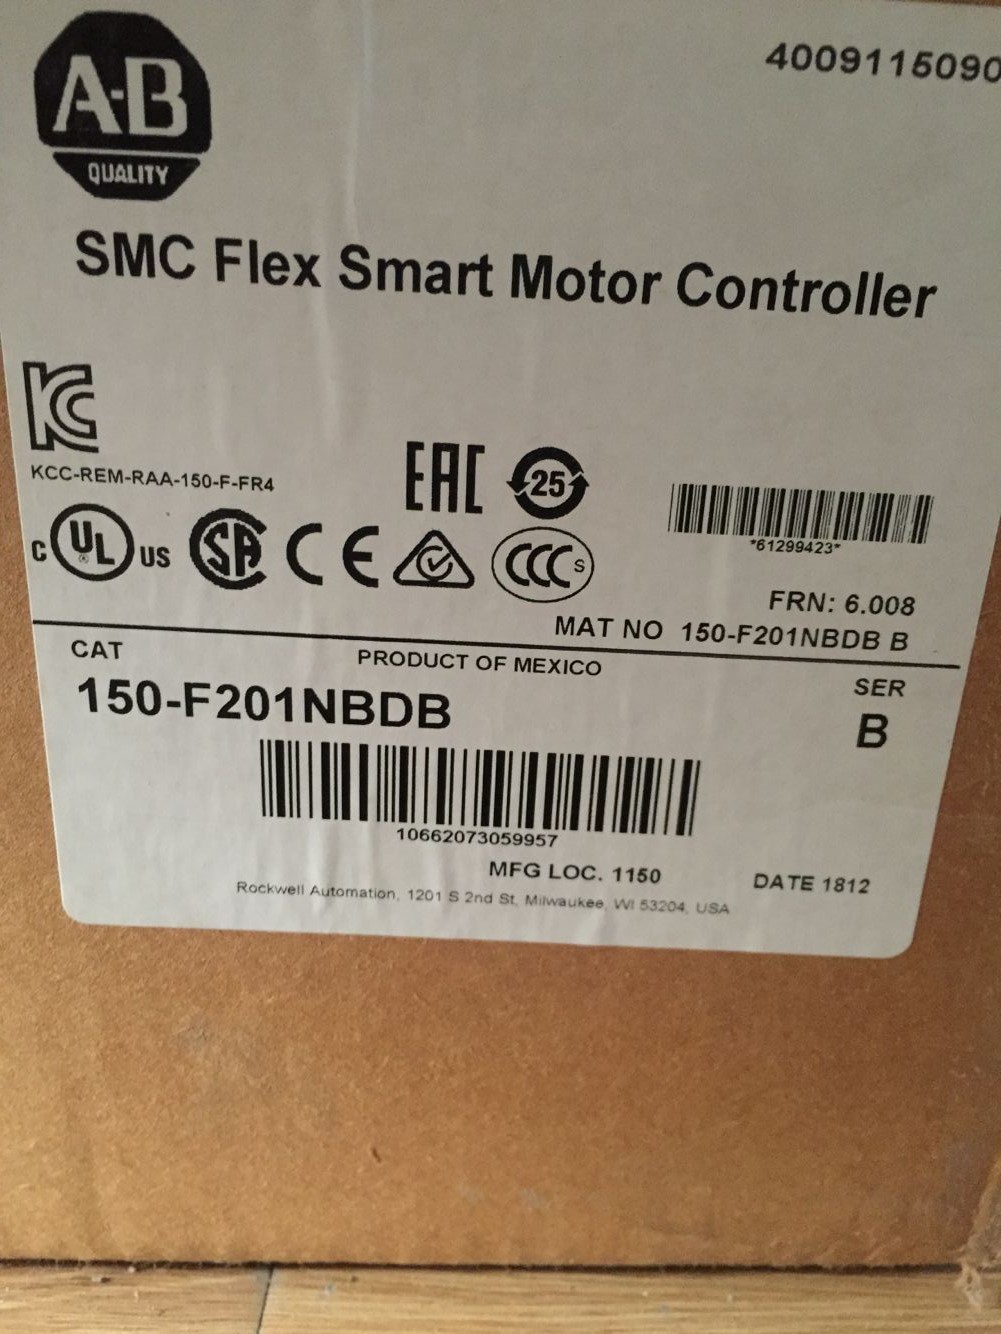 A-B
QUALITY
4009115090
SMC Flex Smart Motor Controller
KC
KCC-REM-RAA-150-F-FR4
EAC 25
C UL ® US SA CE C CCC S
*61299423*
FRN: 6.008
MAT NO 150-F201NBDB B
CAT
PRODUCT OF MEXICO
SER
150-F201NBDB
B
10662073059957
MFG LOC. 1150
DATE 1812
Rockwell Automation, 1201 S 2nd St, Milwaukee, WI 53204, USA